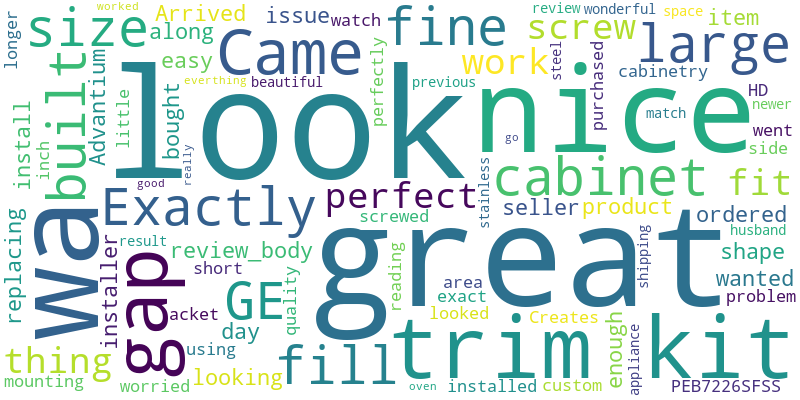 worked
review wonderful space
longer
size
Arrived
issue
watch
fine
screw
item
along
Came
large
built
easy
work
steel
cabinetry
purchased
look
nice
Advantium
little
bought
beautiful
everthing
perfectly
previous
HD
newer
match
went
side
install
inch
go
wa
good
really
stainless
cabinet
fit
Exactly
perfect
seller
product
ordered
screwed
great
husband
replacing
installer
gap
result
review_body
short
quality
reading
area
exact
shipping
shape
wanted
problem
acket
GE
day
looked
Creates
trim
kit
thing
using
fill
looking
enough
appliance
mounting
worried
oven
installed
custom
PEB7226SFSS